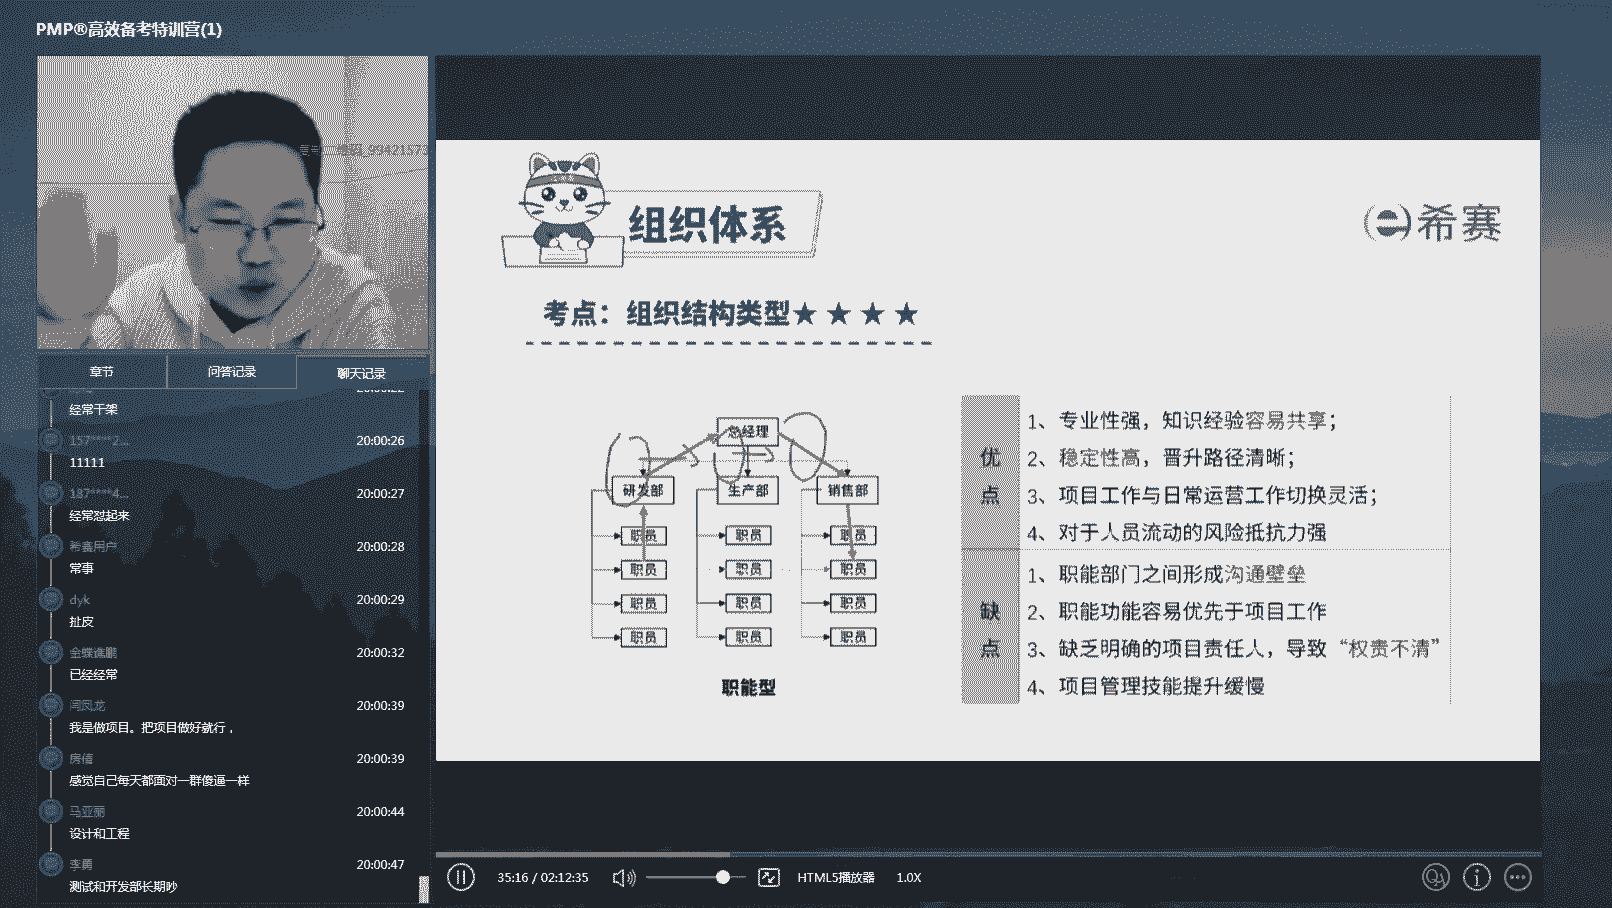 PMP®高效备考特训营(1)
99421573
章节
问答记录
聊天记录
经常干架
157****2...
20:00:26
11111
187****4...
20:00:27
经常怼起来
希赛用户
20:00:28
常事
dyk
20:00:29
扯皮
20:00:32
已经经常
闫凤龙
20:00:39
我是做项目。把项目做好就行，
房倩
20:00:39
感觉自己每天都面对一群傻逼一样
马亚丽
20:00:44
设计和工程
李勇
20:00:47
测试和开发部长期吵
组织体系
希赛
考点：组织结构类型★ ★ ★ ★
总经理
研发部
生产部
销售部
职员
职员
职员
职员
职员
职员
职员
职员
职员
职员
职员
职员
职能型
优点
1、专业性强，知识经验容易共享；
2、稳定性高，晋升路径清晰；
3、项目工作与日常运营工作切换灵活；
4、对于人员流动的风险抵抗力强
缺点
1、职能部门之间形成沟通壁垒
2、职能功能容易优先于项目工作
3、缺乏明确的项目责任人，导致“权责不清”
4、项目管理技能提升缓慢
35:16 / 02:12:35
HTML5播放器
1.0X